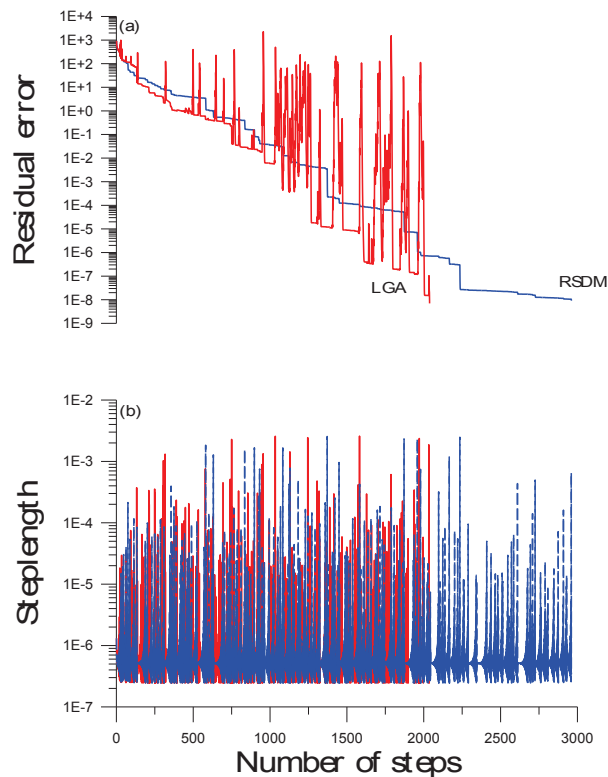 (a)
Residual error
1E+4
1E+3
1E+2
1E+1
1E+0
1E-1
1E-2
1E-3
1E-4
1E-5
1E-6
1E-7
1E-8
1E-9
LGA
RSDM
(b)
Steplength
1E-2
1E-3
1E-4
1E-5
1E-6
1E-7
0 500 1000 1500 2000 2500 3000
Number of steps